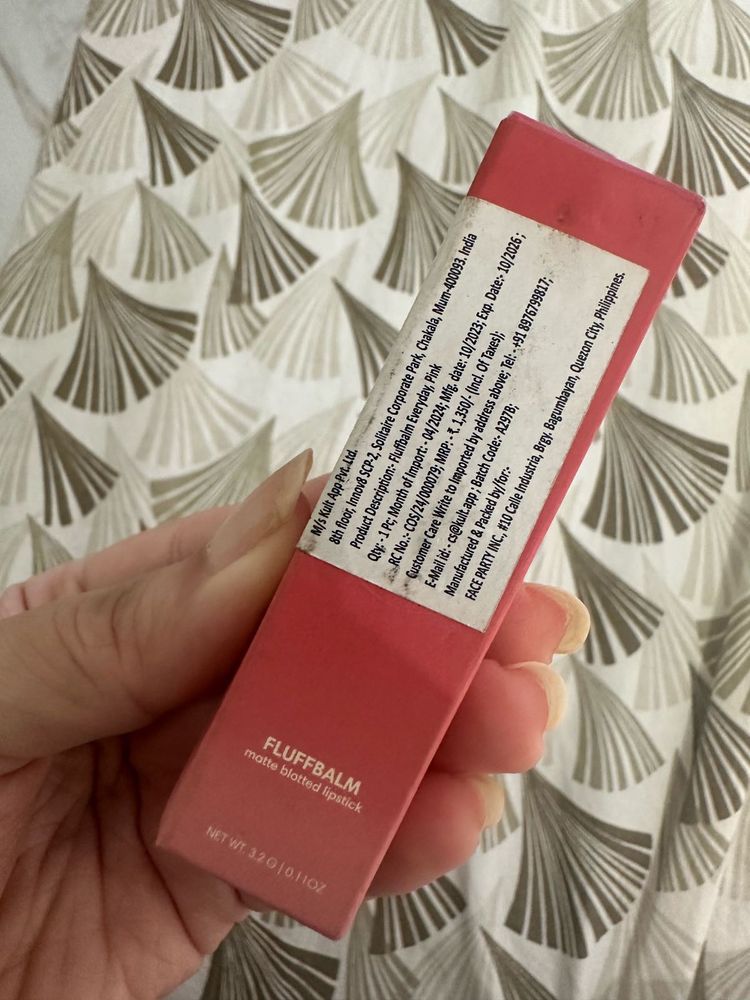 M/s Kult App Pvt. Ltd.
8th floor, Innov8 SCP-2, Solitaire Corporate Park, Chakala, Mum-400093. India
Product Description:- Fluffbalm Everyday, Pink
Qty:- 1 Pc; Month of Import:- 04/2024; Mfg. date: 10/2023; Exp. Date:- 10/2026;
RC No.:- COS/24/000079; MRP:- ₹. 1,350/- (Incl. Of Taxes);
Customer Care Write to Imported by address above; Tel:- +91 8976799817;
E-Mail id:- cs@kult.app ; Batch Code:- A297B;
Manufactured & Packed by/for:-
FACE PARTY INC, #10 Calle Industria, Brgy. Bagumbayan, Quezon City, Philippines.
FLUFFBALM
matte blotted lipstick
NET WT. 3.2 G | 0.11OZ